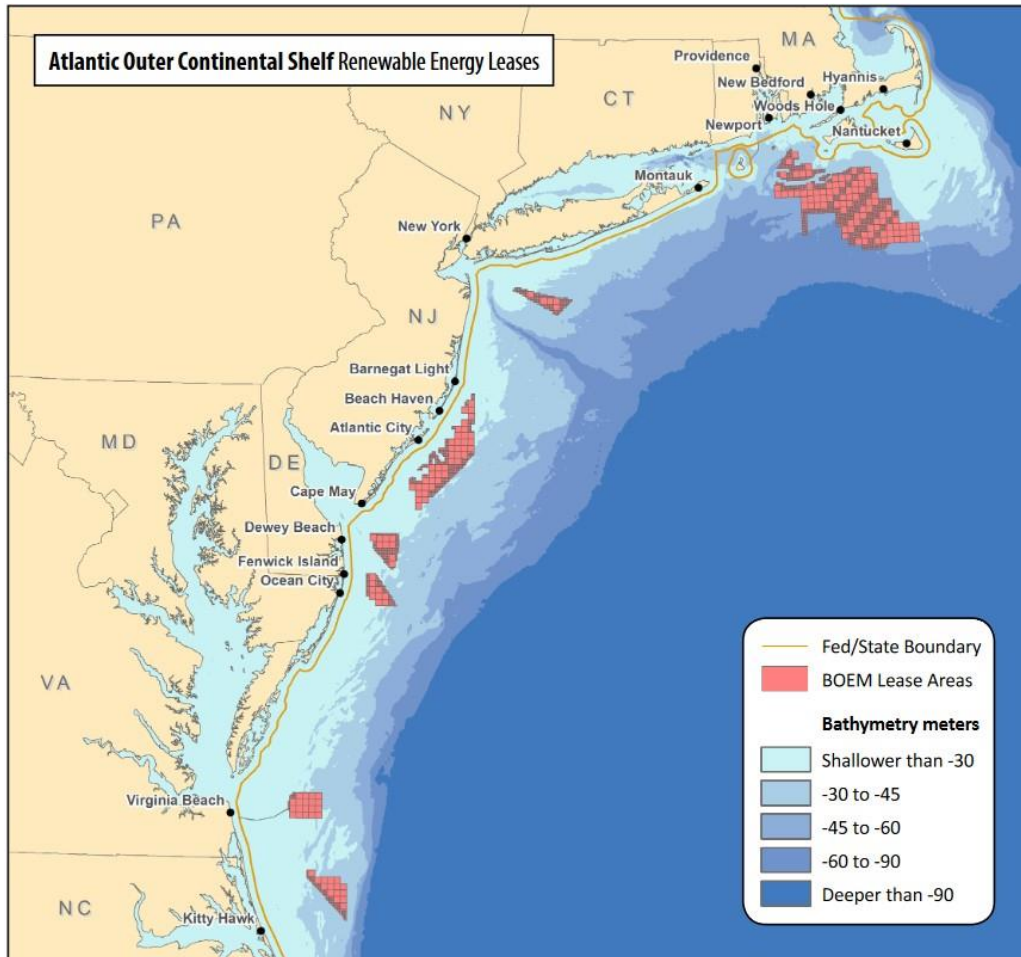 Atlantic Outer Continental Shelf Renewable Energy Leases
MA
Providence
New Bedford
Hyannis
Woods Hole
CT
NY
Newport
Nantucket
Montauk
PA
New York
NJ
Barnegat Light
Beach Haven
Atlantic City
MD
DE
Cape May
Dewey Beach
Fenwick Island
Ocean City
VA
Virginia Beach
NC
Kitty Hawk
Fed/State Boundary
BOEM Lease Areas
Bathymetry meters
Shallower than -30
-30 to -45
-45 to -60
-60 to -90
Deeper than -90